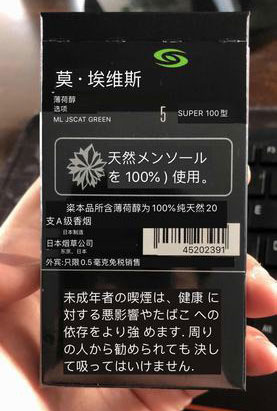 莫·埃维斯
薄荷醇
选项
ML JSCAT GREEN
5
SUPER 100型
天然メンソール
を 100%) 使用。
柒本品所含薄荷醇为100%纯天然20
支A级香烟
日本制造
日本烟草公司
东京、日本
45202391
外宾:只限0.5毫克免税销售
未成年者の喫煙は、健康 に
対する悪影響やたばこ への
依存をより強 めます. 周り
の人から勧められても 決し
て吸ってはいけません.